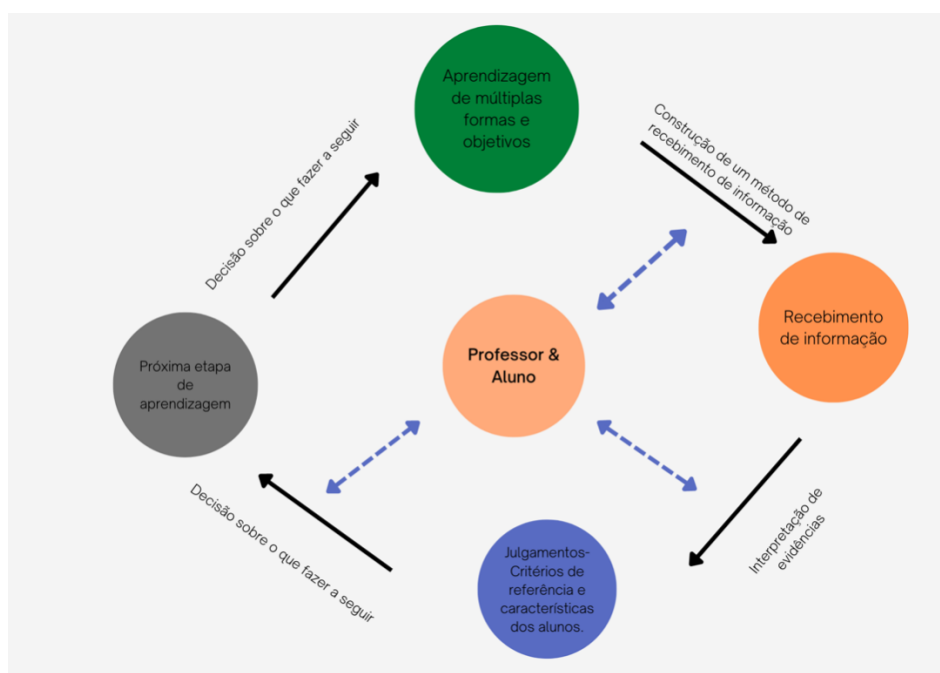 Aprendizagem
de múltiplas
formas e
objetivos
Construção de um método de
recebimento de informação
Decisão sobre o que fazer a seguir
Recebimento
de informação
Professor &
Aluno
Próxima etapa
de
aprendizagem
Interpretação de
evidências
Julgamentos-
Critérios de
referência e
características
dos alunos.
Decisão sobre o que fazer a seguir